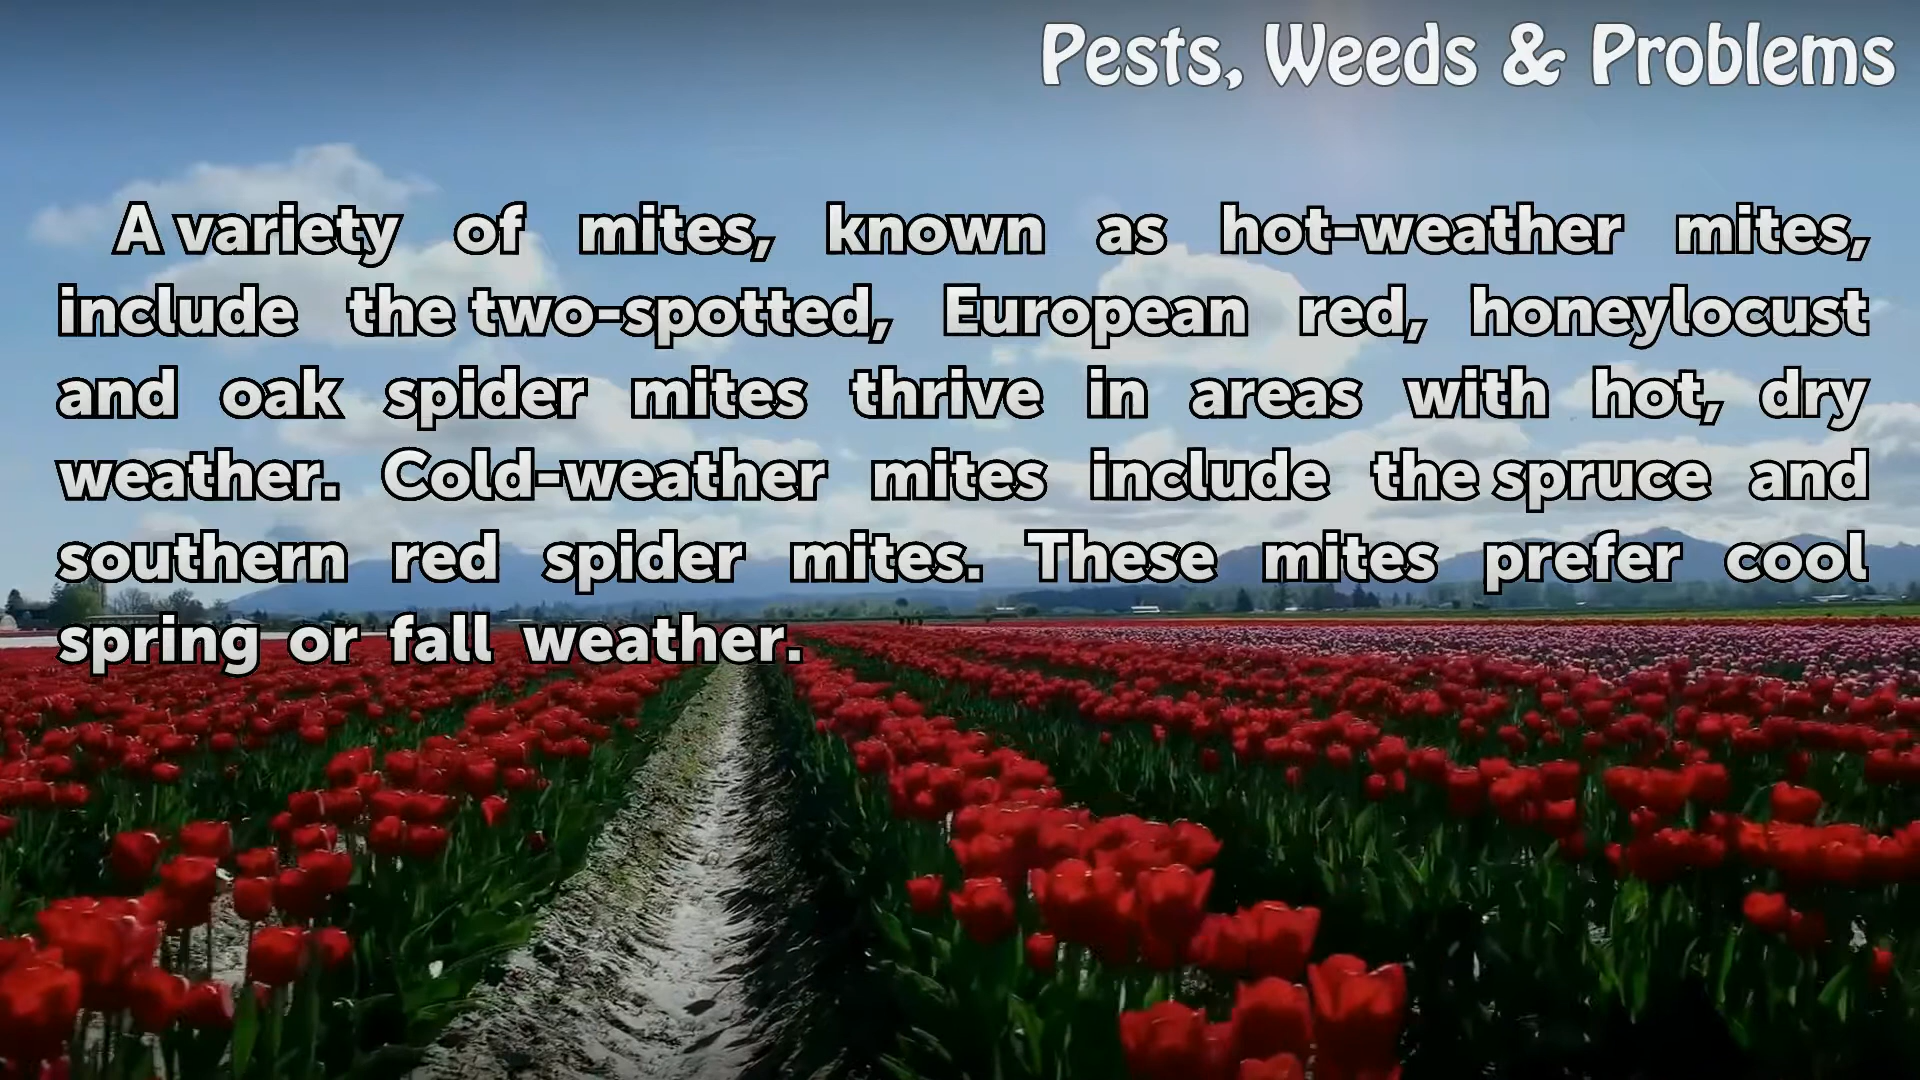 Pests, Weeds & Problems
A variety of mites, known as hot-weather mites,
include the two-spotted, European red, honeylocust
and oak spider mites thrive in areas with hot, dry
weather. Cold-weather mites include the spruce and
southern red spider mites. These mites prefer cool
spring or fall weather.